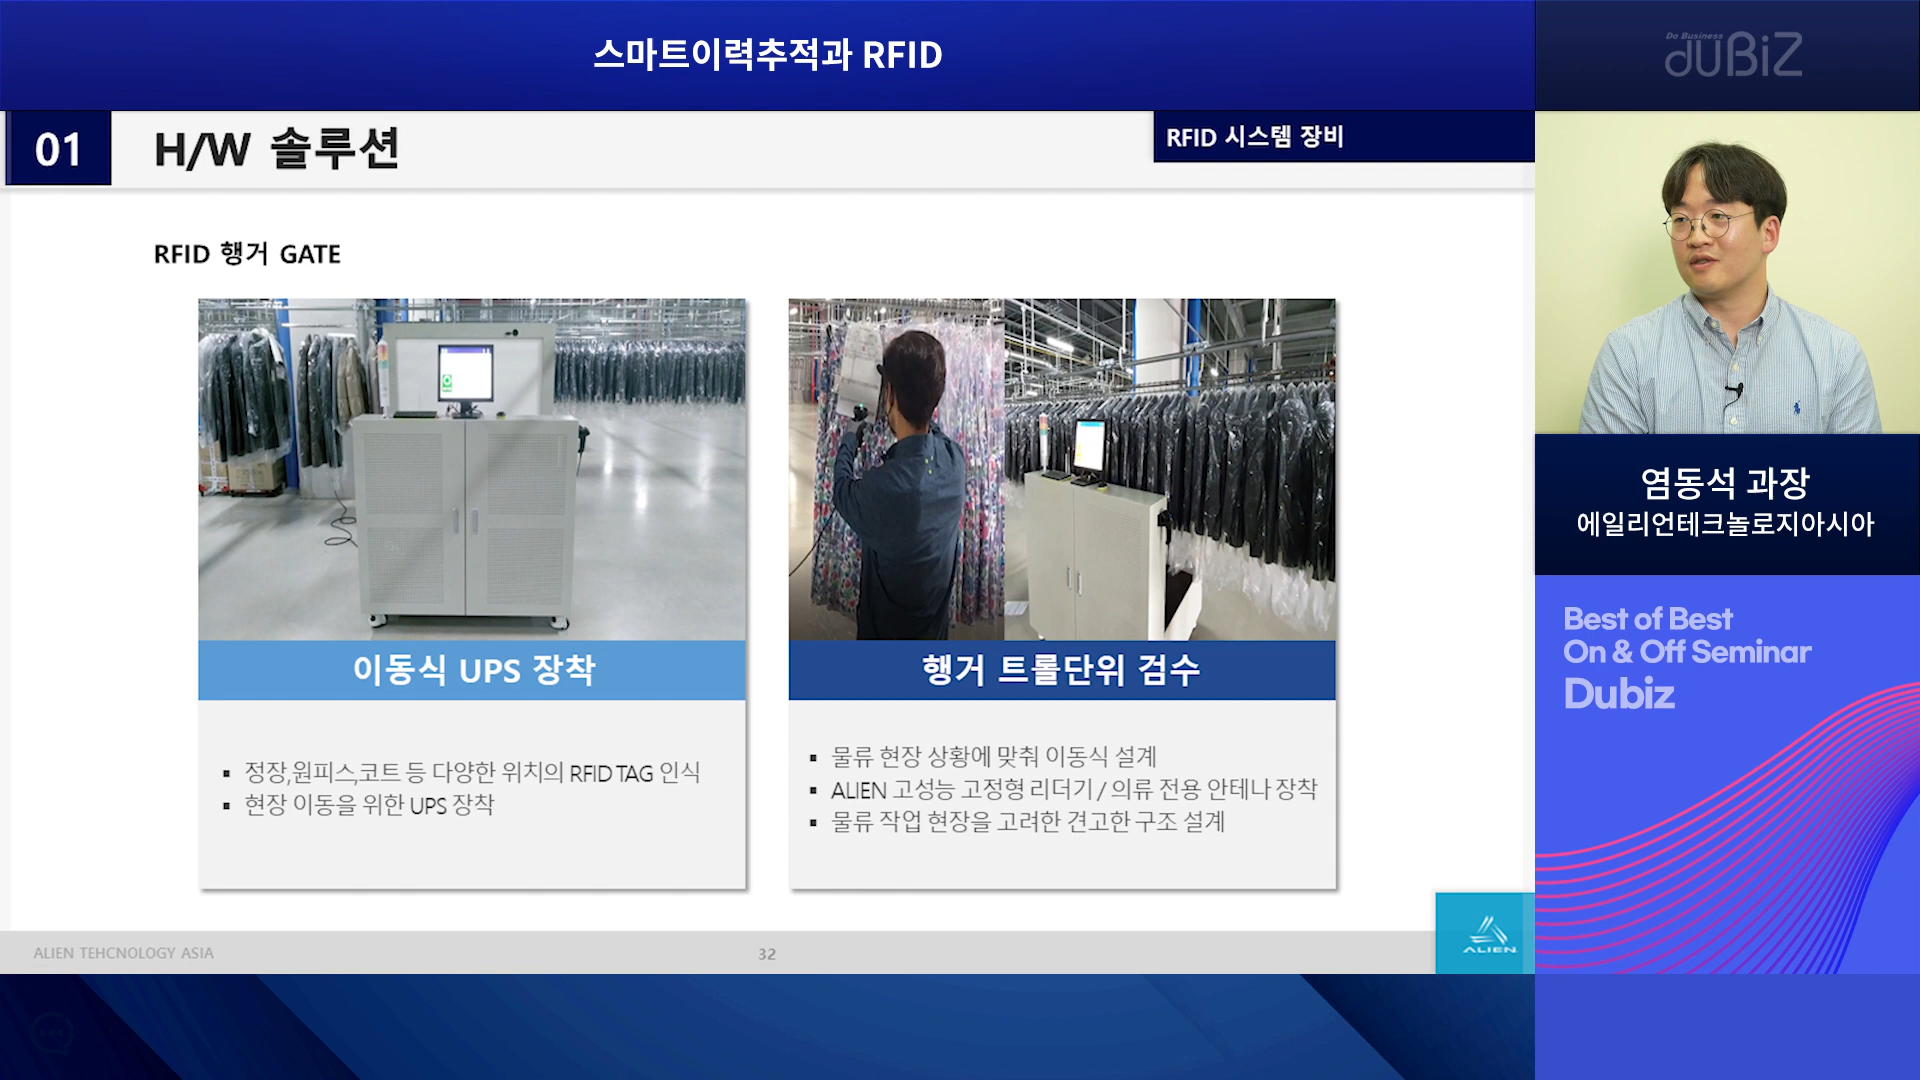 스마트이력추적과 RFID
Do Business
duBiZ
01
H/W 솔루션
RFID 시스템 장비
RFID 행거 GATE
이동식 UPS 장착
▪ 정장,원피스,코트 등 다양한 위치의 RFID TAG 인식
▪ 현장 이동을 위한 UPS 장착
행거 트롤단위 검수
▪ 물류 현장 상황에 맞춰 이동식 설계
▪ ALIEN 고성능 고정형 리더기 / 의류 전용 안테나 장착
▪ 물류 작업 현장을 고려한 견고한 구조 설계
ALIEN TEHCNOLOGY ASIA
32
ALIEN
염동석 과장
에일리언테크놀로지아시아
Best of Best
On & Off Seminar
Dubiz